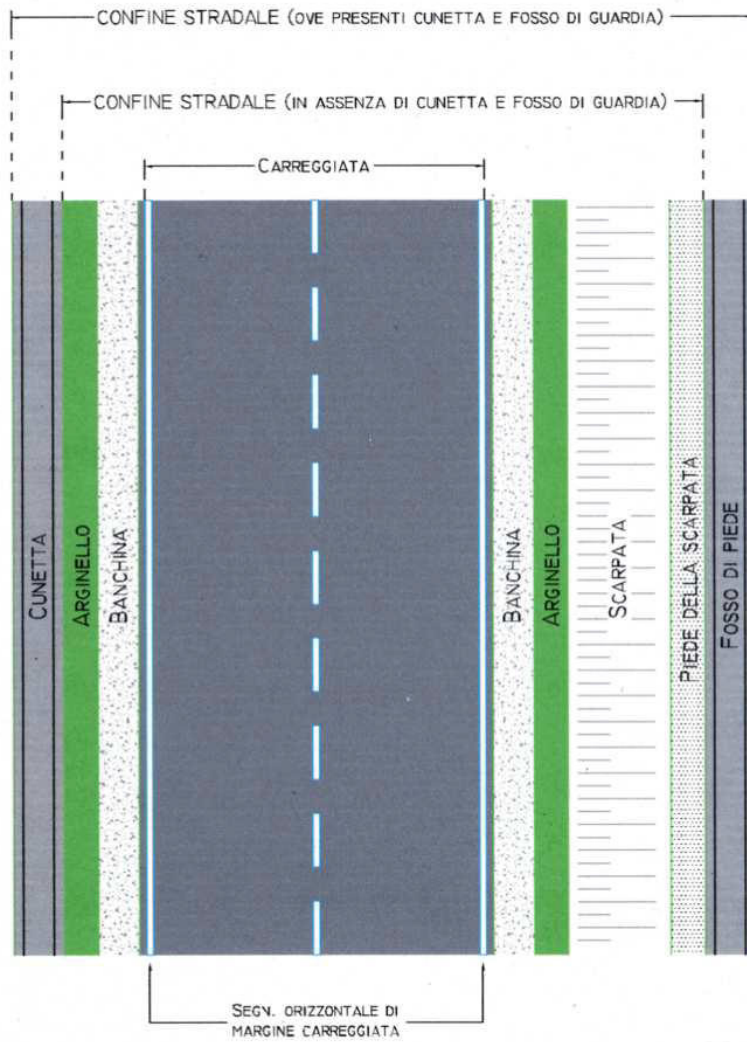 CONFINE STRADALE (OVE PRESENTI CUNETTA E FOSSO DI GUARDIA)
CONFINE STRADALE (IN ASSENZA DI CUNETTA E FOSSO DI GUARDIA)
CARREGGIATA
CUNETTA
ARGINELLO
BANCHINA
BANCHINA
ARGINELLO
SCARPATA
PIEDE DELLA SCARPATA
FOSSO DI PIEDE
SEGN. ORIZZONTALE DI
MARGINE CARREGGIATA